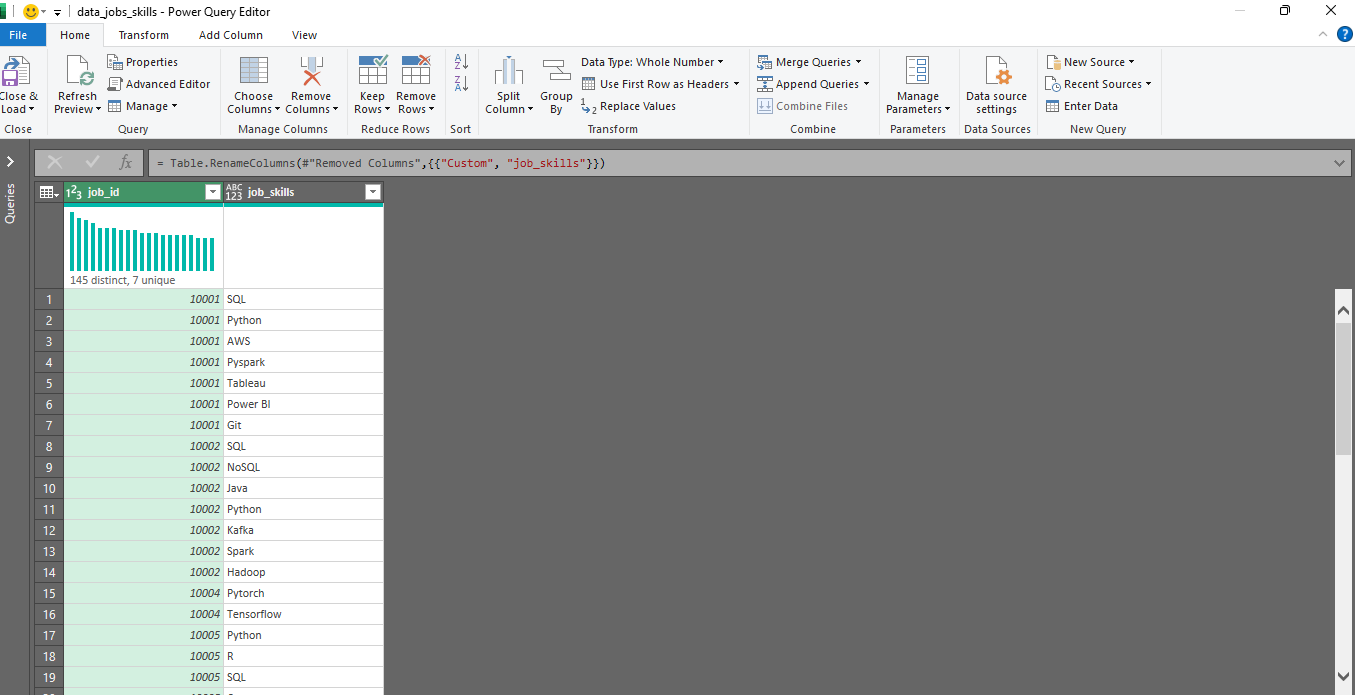 data_jobs_skills - Power Query Editor
File Home Transform Add Column View
?
Close & Load
Refresh Preview
Properties
Advanced Editor
Manage
Choose Columns
Remove Columns
Keep Rows
Remove Rows
A Z
Z A
Split Column
Group By
Data Type: Whole Number
Use First Row as Headers
1 2 Replace Values
Merge Queries
Append Queries
Combine Files
Manage Parameters
Data source settings
New Source
Recent Sources
Enter Data
Close Query Manage Columns Reduce Rows Sort Transform Combine Parameters Data Sources New Query
Queries
fx = Table.RenameColumns(#"Removed Columns",{{"Custom", "job_skills"}})
123 job_id ABC 123 job_skills
145 distinct, 7 unique
1 10001 SQL
2 10001 Python
3 10001 AWS
4 10001 Pyspark
5 10001 Tableau
6 10001 Power BI
7 10001 Git
8 10002 SQL
9 10002 NoSQL
10 10002 Java
11 10002 Python
12 10002 Kafka
13 10002 Spark
14 10002 Hadoop
15 10004 Pytorch
16 10004 Tensorflow
17 10005 Python
18 10005 R
19 10005 SQL